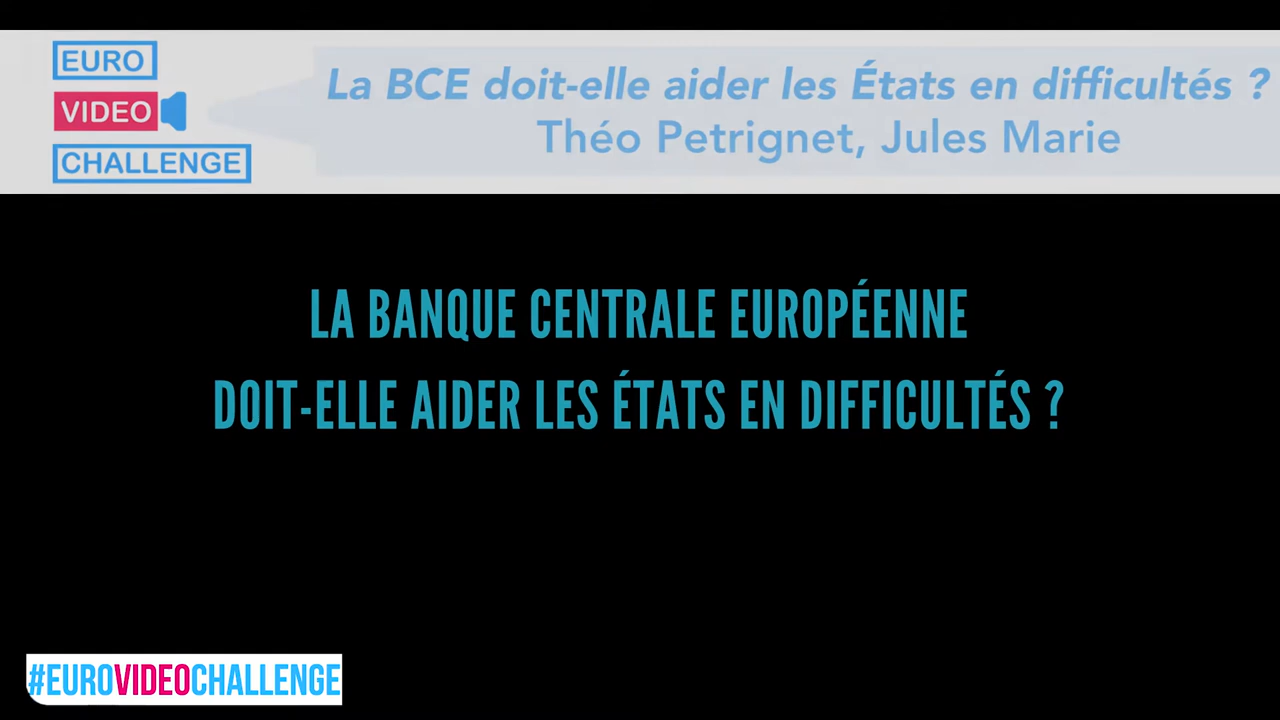 EURO
VIDEO
CHALLENGE
La BCE doit-elle aider les États en difficultés ?
Théo Petrignet, Jules Marie
LA BANQUE CENTRALE EUROPÉENNE
DOIT-ELLE AIDER LES ÉTATS EN DIFFICULTÉS ?
#EUROVIDEOCHALLENGE